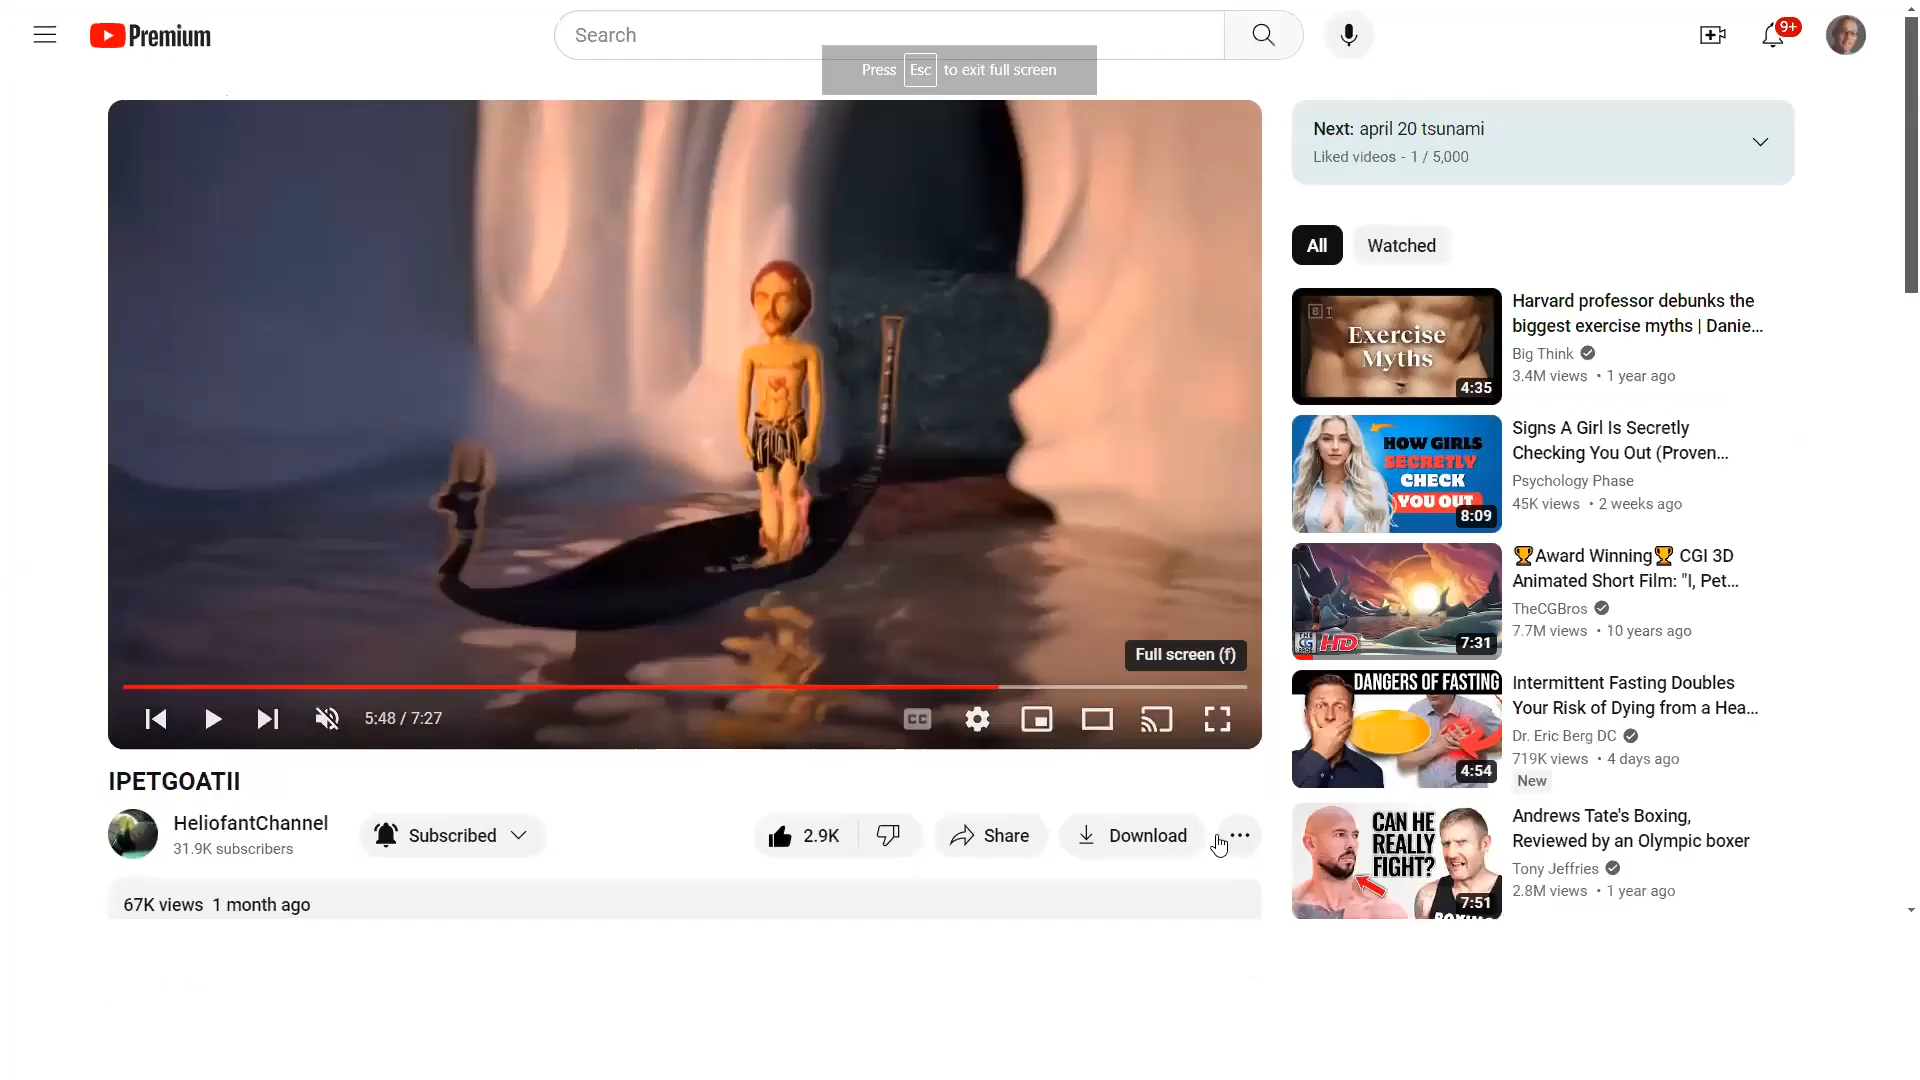 Premium
Search
9+
Press Esc to exit full screen
Next: april 20 tsunami
Liked videos - 1 / 5,000
All
Watched
B T
Exercise
Myths
4:35
Harvard professor debunks the
biggest exercise myths | Danie...
Big Think
3.4M views • 1 year ago
HOW GIRLS
SECRETLY
CHECK
YOU OUT
8:09
Signs A Girl Is Secretly
Checking You Out (Proven...
Psychology Phase
45K views • 2 weeks ago
THE
CG
BROS
HD
7:31
🏆Award Winning🏆 CGI 3D
Animated Short Film: "I, Pet...
TheCGBros
7.7M views • 10 years ago
DANGERS OF FASTING
4:54
Intermittent Fasting Doubles
Your Risk of Dying from a Hea...
Dr. Eric Berg DC
719K views • 4 days ago
New
CAN HE
REALLY
FIGHT?
7:51
Andrews Tate's Boxing,
Reviewed by an Olympic boxer
Tony Jeffries
2.8M views • 1 year ago
Full screen (f)
5:48 / 7:27
CC
IPETGOATII
HeliofantChannel
31.9K subscribers
Subscribed
2.9K
Share
Download
67K views 1 month ago